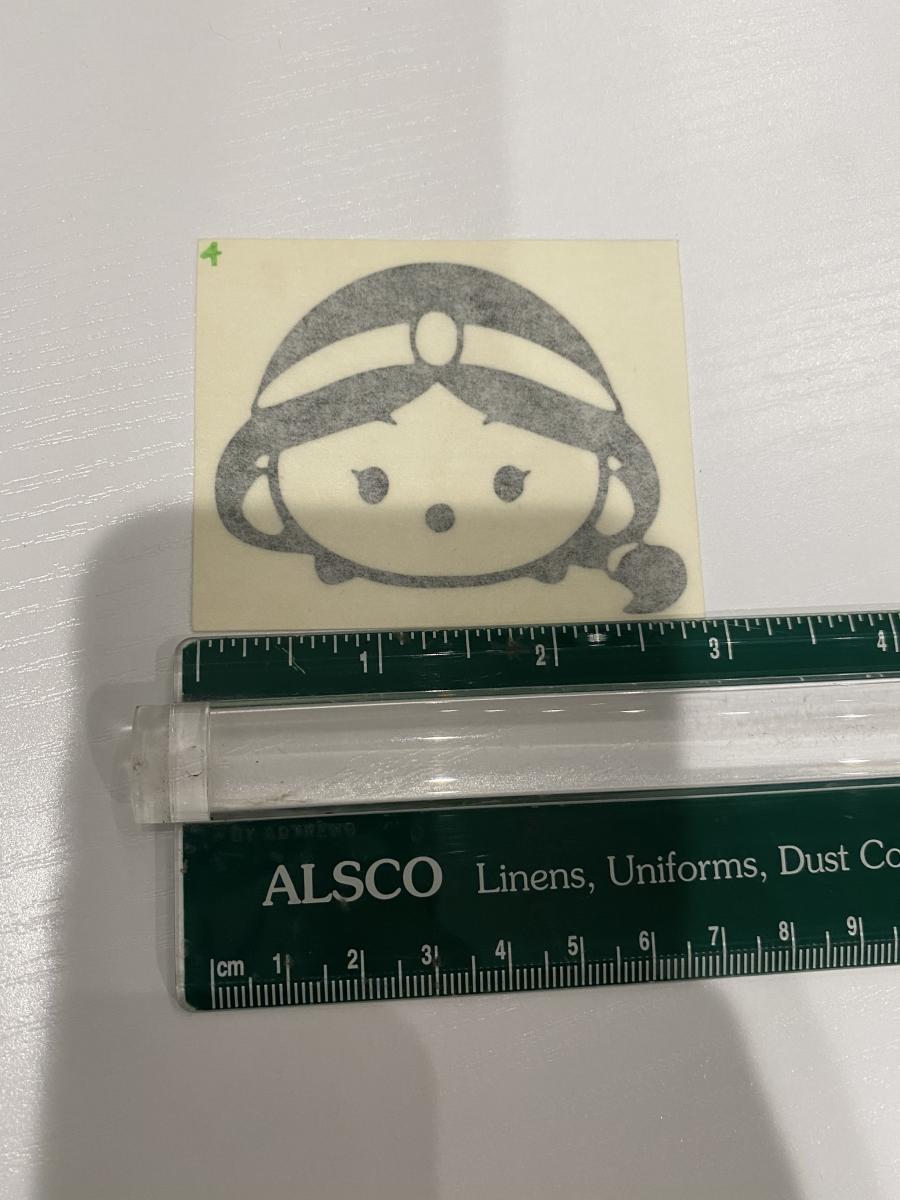 4
1 2 3 4
ALSCO Linens, Uniforms, Dust Co
cm 1 2 3 4 5 6 7 8 9